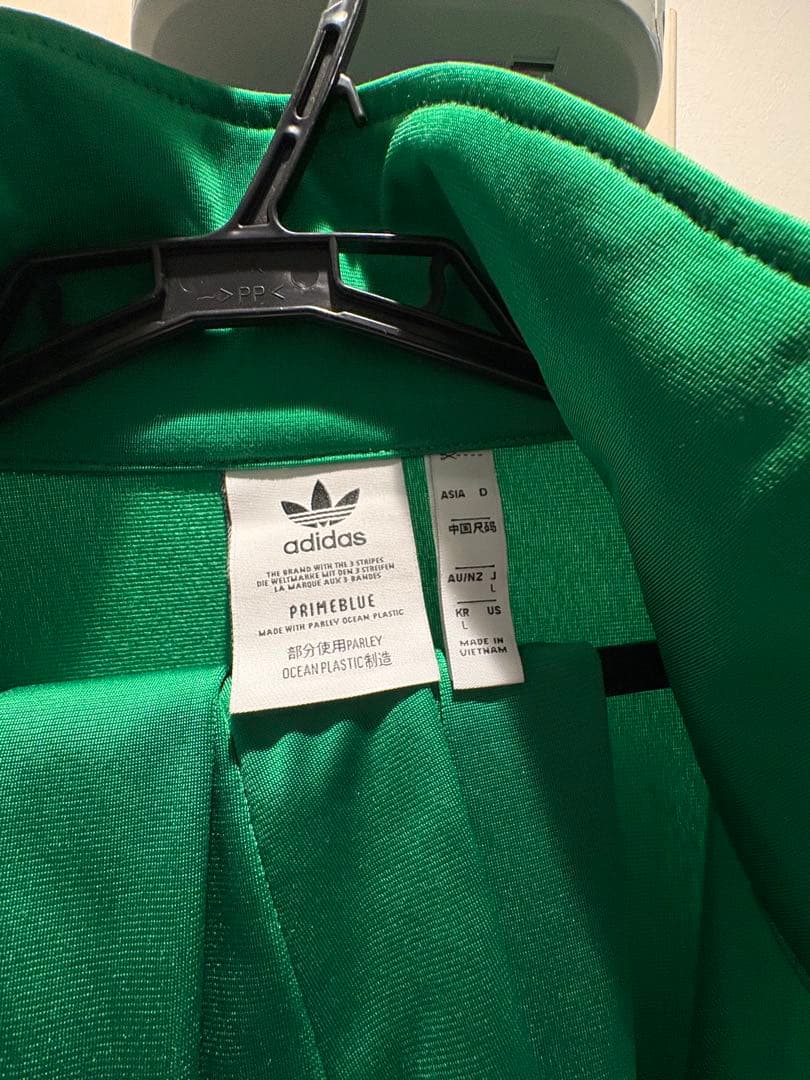 >PP<
adidas
THE BRAND WITH THE 3 STRIPES
DIE WELTMARKE MIT DEN 3 STREIFEN
LA MARQUE AUX 3 BANDES
PRIMEBLUE
MADE WITH PARLEY OCEAN PLASTIC
部分使用PARLEY
OCEAN PLASTIC制造
ASIA D
中国尺码
AU/NZ J
L
KR US
L
MADE IN
VIETNAM